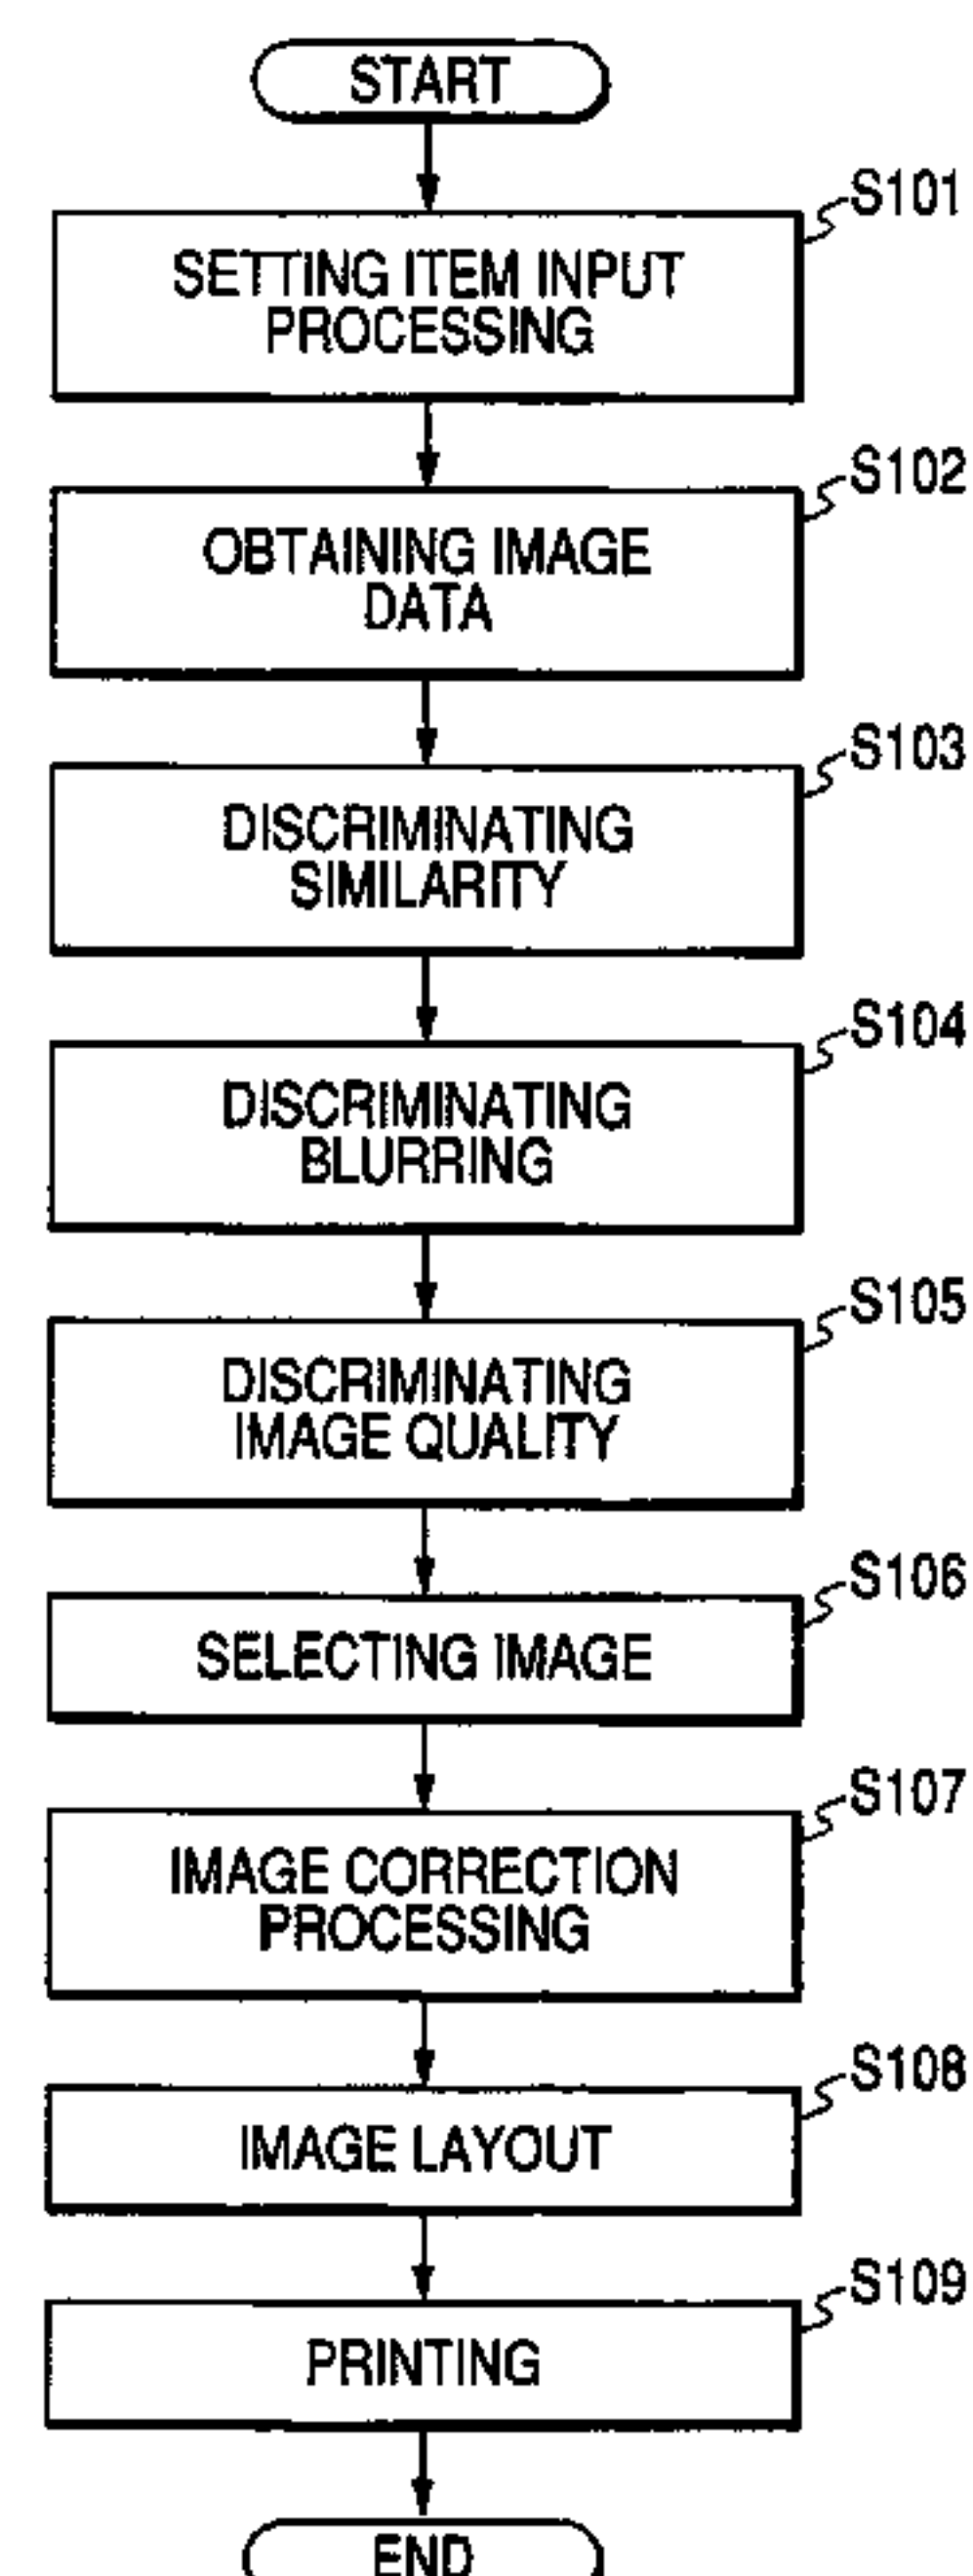 START
S101
SETTING ITEM INPUT
PROCESSING
S102
OBTAINING IMAGE
DATA
S103
DISCRIMINATING
SIMILARITY
S104
DISCRIMINATING
BLURRING
S105
DISCRIMINATING
IMAGE QUALITY
S106
SELECTING IMAGE
S107
IMAGE CORRECTION
PROCESSING
S108
IMAGE LAYOUT
S109
PRINTING
END